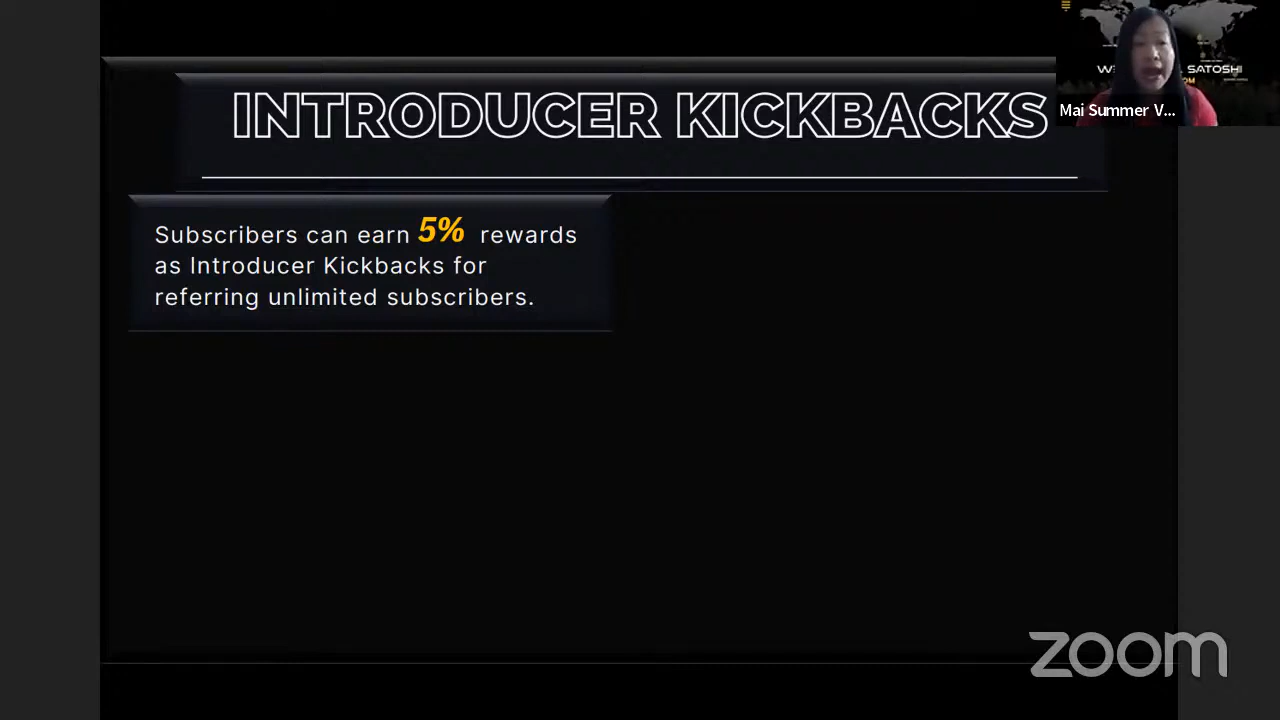 INTRODUCER KICKBACKS
Subscribers can earn 5% rewards
as Introducer Kickbacks for
referring unlimited subscribers.
SATOSHI
Mai Summer V...
zoom